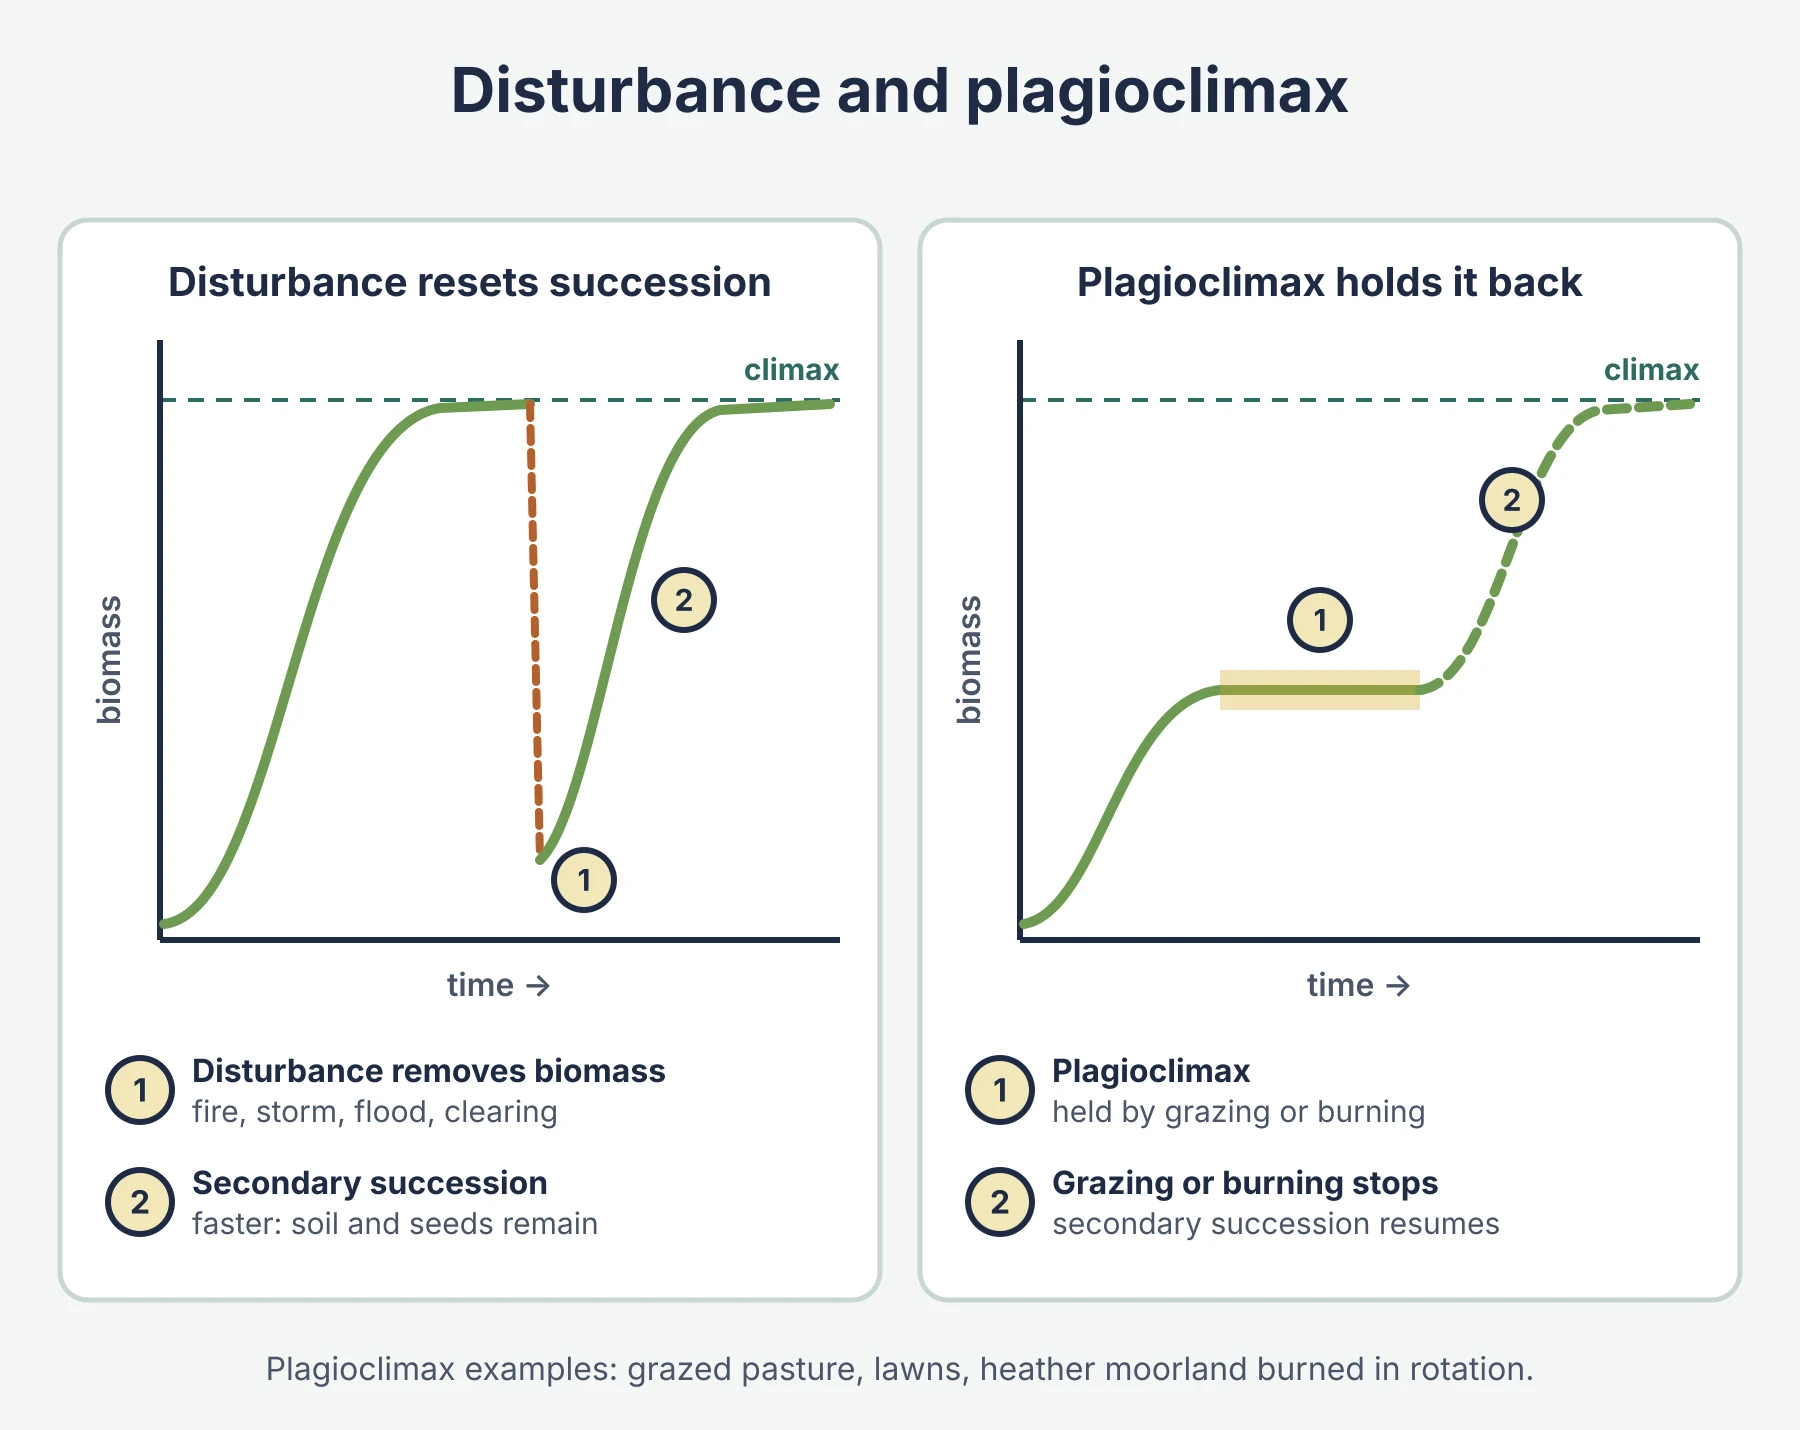 Disturbance and plagioclimax
Disturbance resets succession
climax
2
1
biomass
time →
1
Disturbance removes biomass
fire, storm, flood, clearing
2
Secondary succession
faster: soil and seeds remain
Plagioclimax holds it back
climax
2
1
biomass
time →
1
Plagioclimax
held by grazing or burning
2
Grazing or burning stops
secondary succession resumes
Plagioclimax examples: grazed pasture, lawns, heather moorland burned in rotation.